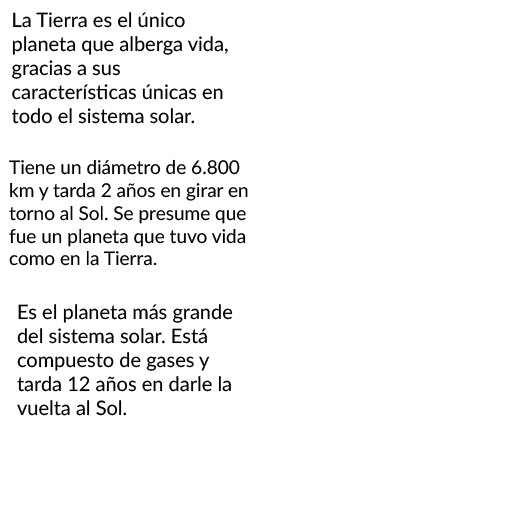 La Tierra es el único
planeta que alberga vida,
gracias a sus
características únicas en
todo el sistema solar.
Tiene un diámetro de 6.800
km y tarda 2 años en girar en
torno al Sol. Se presume que
fue un planeta que tuvo vida
como en la Tierra.
Es el planeta más grande
del sistema solar. Está
compuesto de gases y
tarda 12 años en darle la
vuelta al Sol.